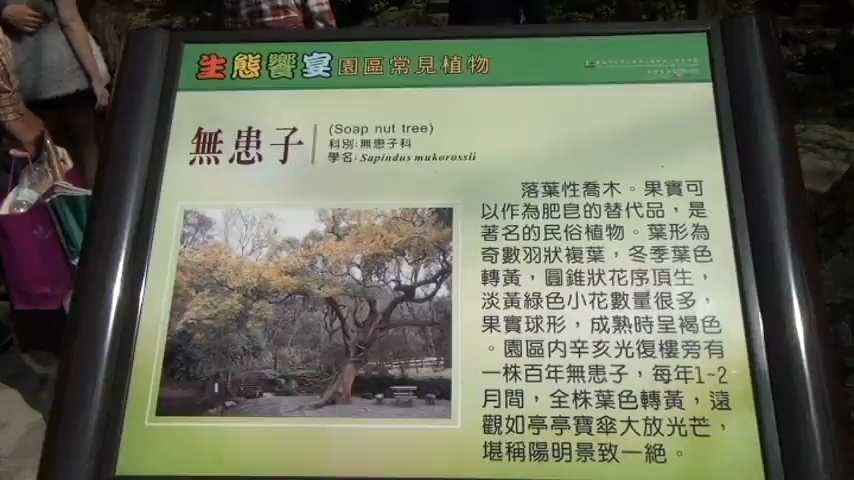 生態饗宴 園區常見植物
無患子
(Soap nut tree)
科別:無患子科
學名:Sapindus mukorossii
落葉性喬木。果實可
以作為肥皂的替代品，是
著名的民俗植物。葉形為
奇數羽狀複葉，冬季葉色
轉黃，圓錐狀花序頂生，
淡黃綠色小花數量很多，
果實球形，成熟時呈褐色
。園區內辛亥光復樓旁有
一株百年無患子，每年1-2
月間，全株葉色轉黃，遠
觀如亭亭寶傘大放光芒，
堪稱陽明景致一絕。